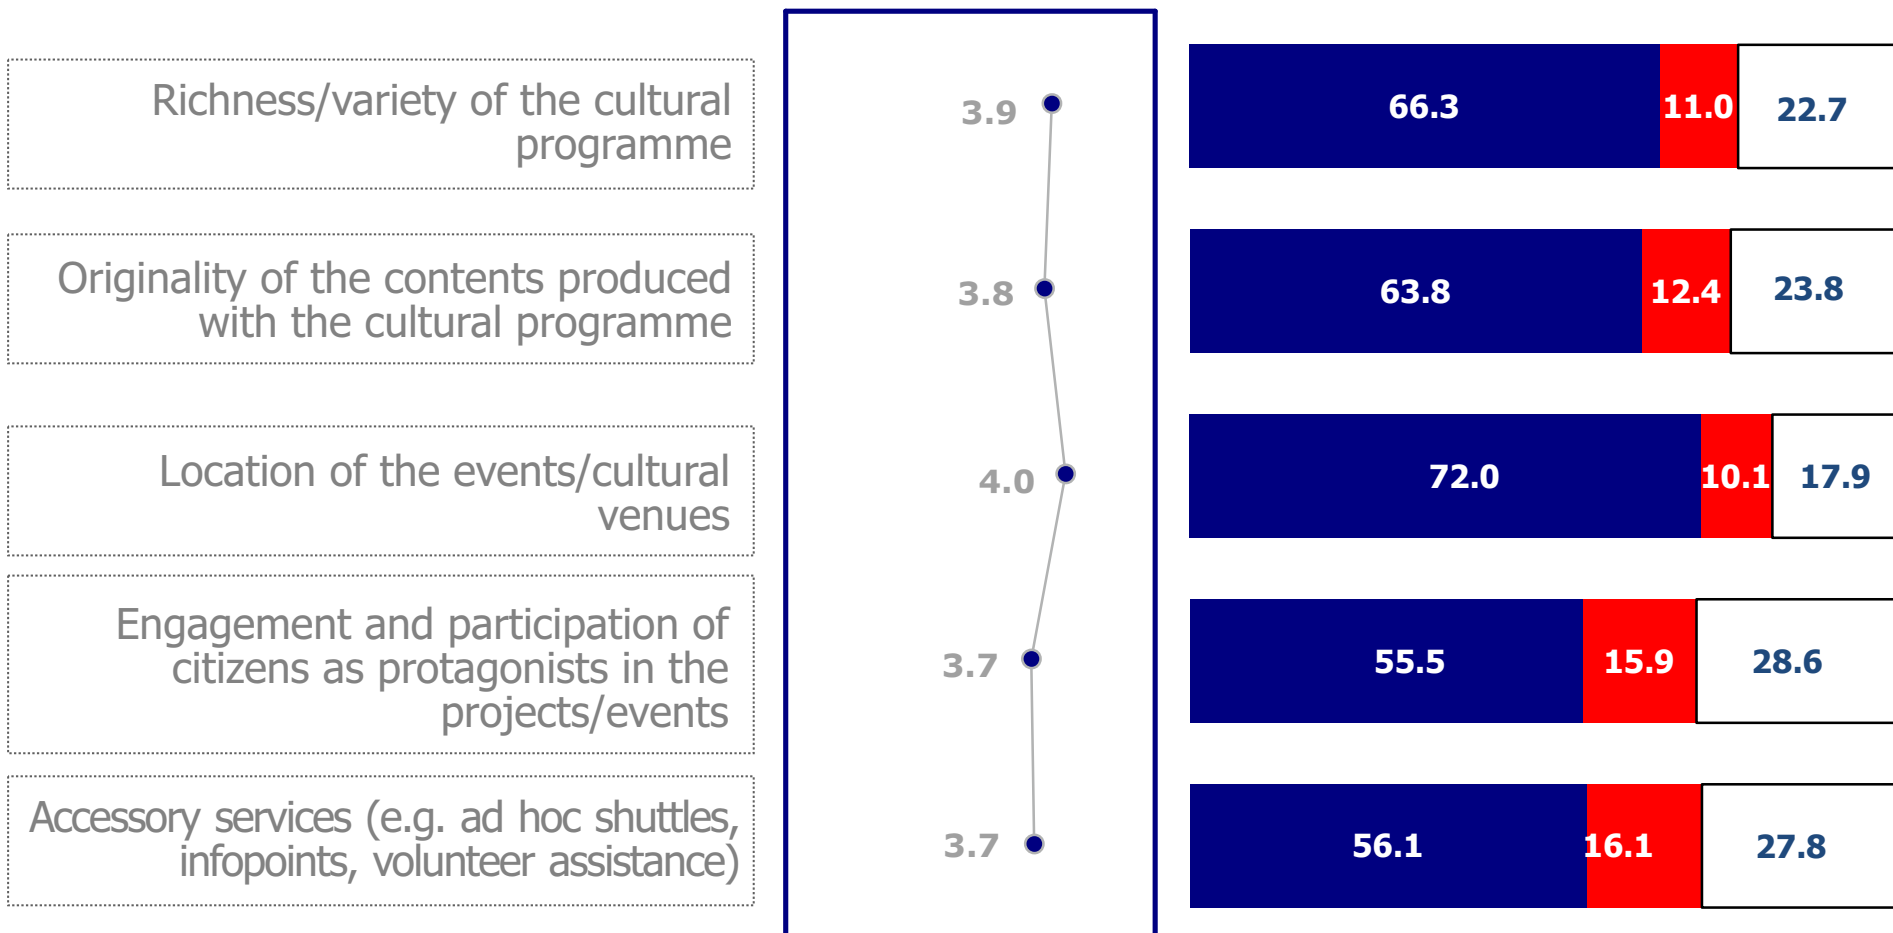 Richness/variety of the cultural
programme
3.9
66.3
11.0
22.7
Originality of the contents produced
with the cultural programme
3.8
63.8
12.4
23.8
Location of the events/cultural
venues
4.0
72.0
10.1
17.9
Engagement and participation of
citizens as protagonists in the
projects/events
3.7
55.5
15.9
28.6
Accessory services (e.g. ad hoc shuttles,
infopoints, volunteer assistance)
3.7
56.1
16.1
27.8